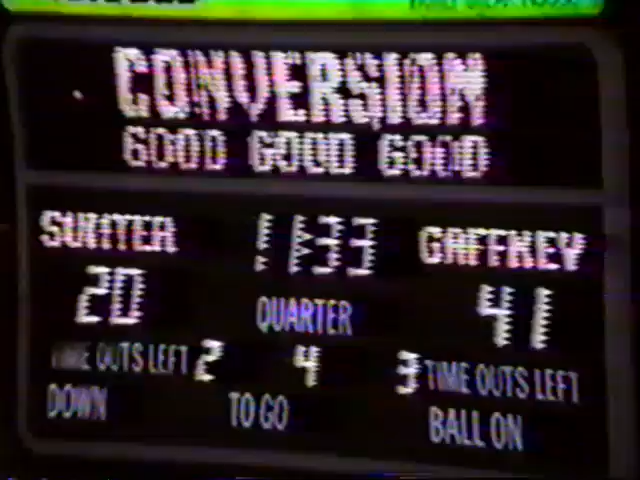 CONVERSION
GOOD GOOD GOOD
SUMTER 1:33 GAFFNEY
20 QUARTER 41
TIME OUTS LEFT 2 4 3 TIME OUTS LEFT
DOWN TO GO BALL ON